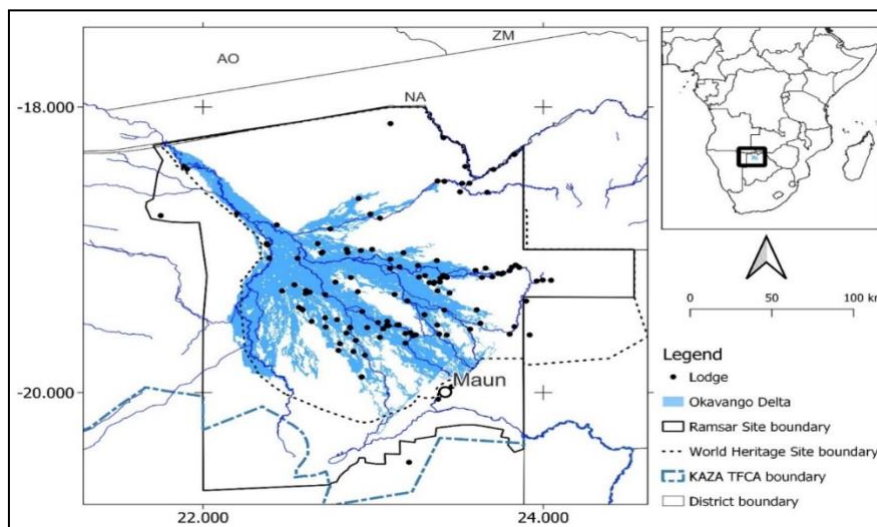 ZM
AO
NA
-18.000
-20.000
Maun
22.000
24.000
0 50 100 km
Legend
Lodge
Okavango Delta
Ramsar Site boundary
World Heritage Site boundary
KAZA TFCA boundary
District boundary